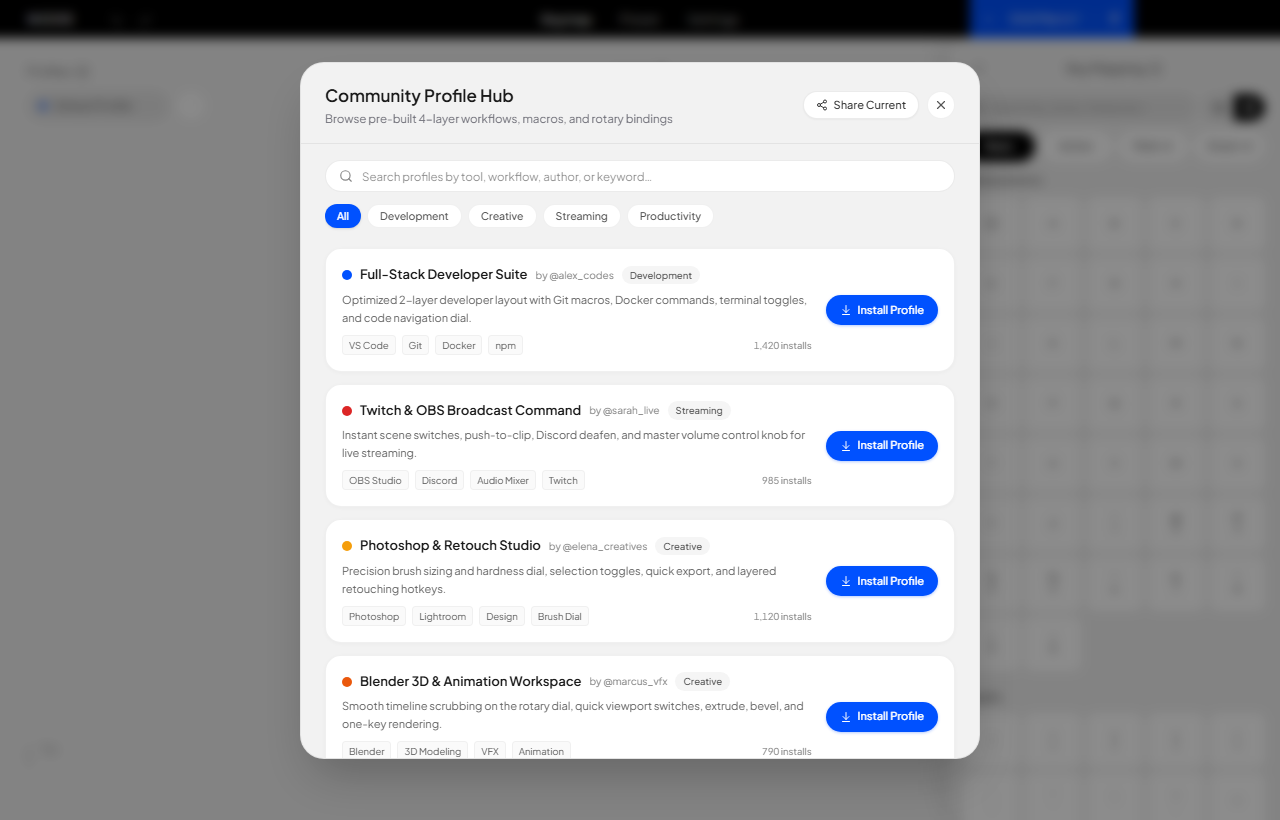 Community Profile Hub
Browse pre-built 4-layer workflows, macros, and rotary bindings
Share Current
Search profiles by tool, workflow, author, or keyword...
All
Development
Creative
Streaming
Productivity
Full-Stack Developer Suite
by @alex_codes
Development
Optimized 2-layer developer layout with Git macros, Docker commands, terminal toggles,
and code navigation dial.
Install Profile
VS Code
Git
Docker
npm
1,420 installs
Twitch & OBS Broadcast Command
by @sarah_live
Streaming
Instant scene switches, push-to-clip, Discord deafen, and master volume control knob for
live streaming.
Install Profile
OBS Studio
Discord
Audio Mixer
Twitch
985 installs
Photoshop & Retouch Studio
by @elena_creatives
Creative
Precision brush sizing and hardness dial, selection toggles, quick export, and layered
retouching hotkeys.
Install Profile
Photoshop
Lightroom
Design
Brush Dial
1,120 installs
Blender 3D & Animation Workspace
by @marcus_vfx
Creative
Smooth timeline scrubbing on the rotary dial, quick viewport switches, extrude, bevel, and
one-key rendering.
Install Profile
Blender
3D Modeling
VFX
Animation
790 installs